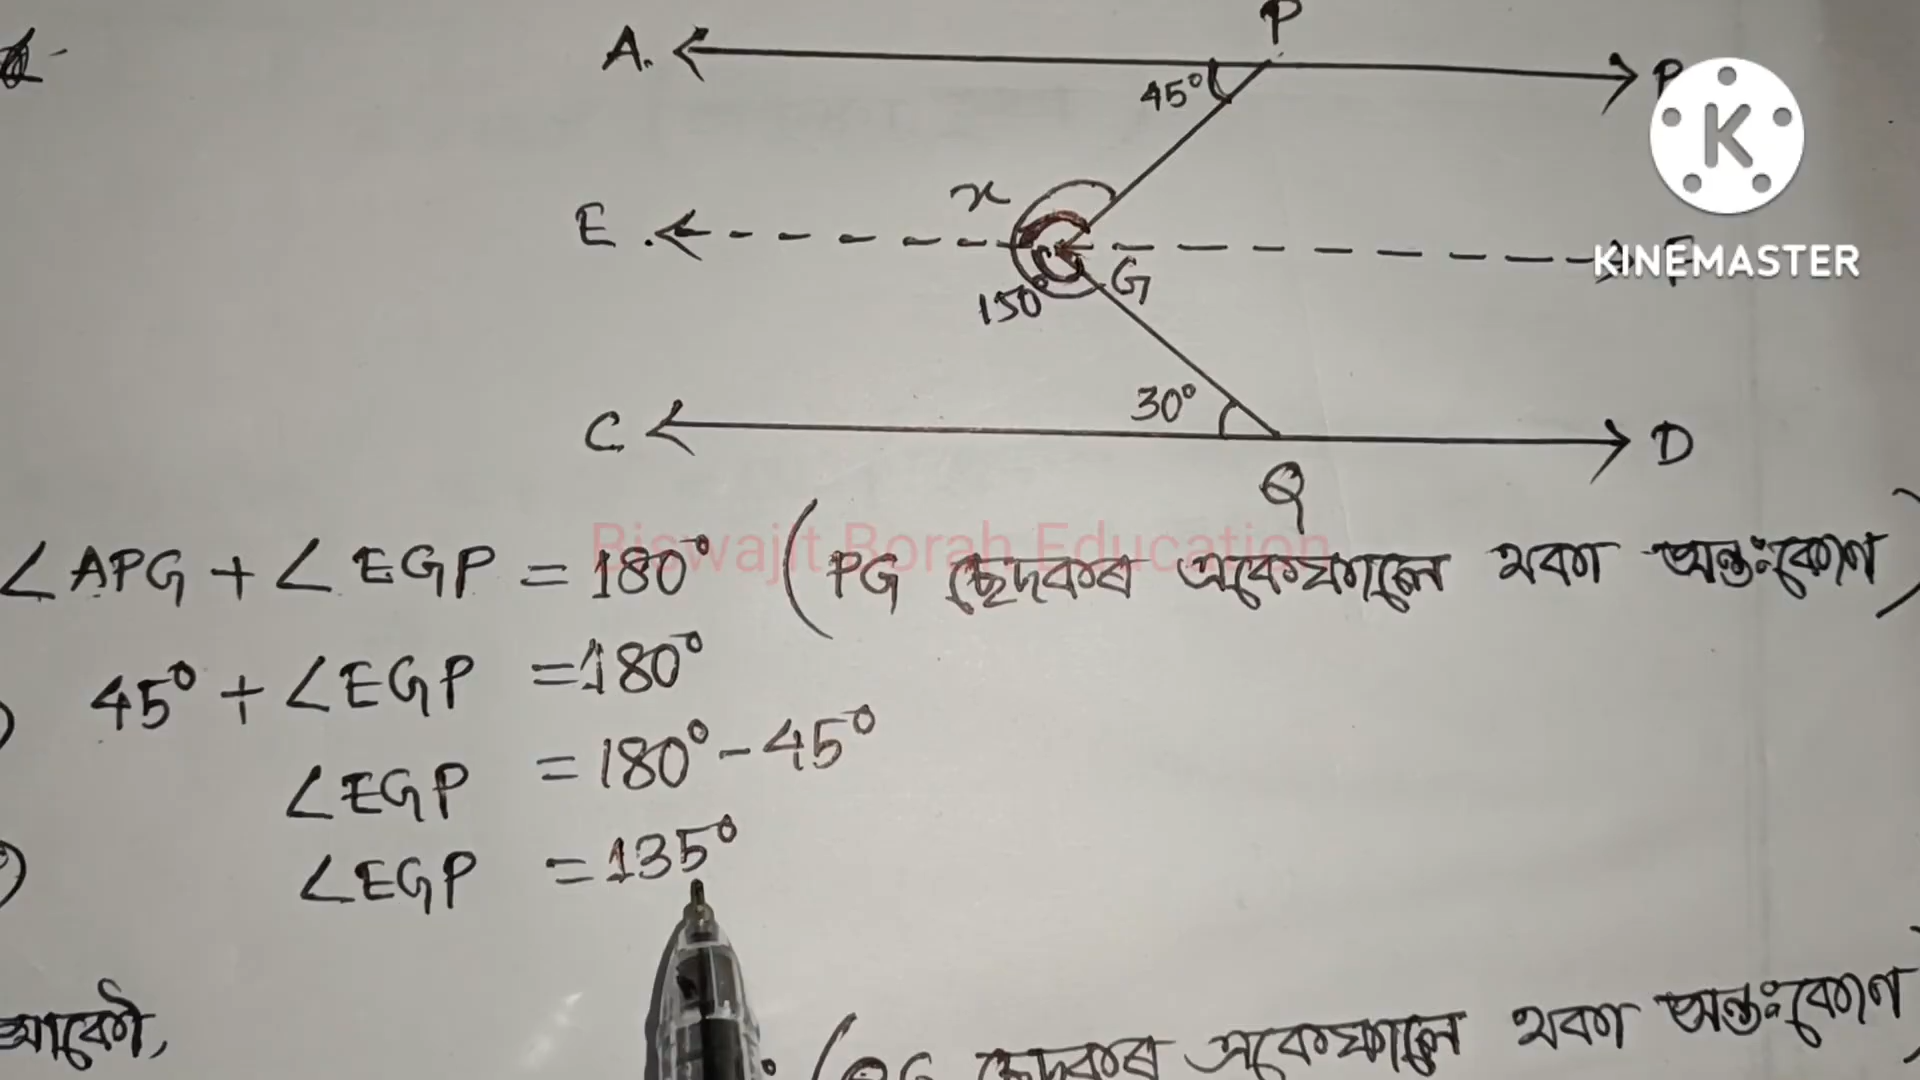 P
A.
45°
K
KINEMASTER
x
E.
150°
G
30°
C
D
Q
Biswajit Borah Education
∠APG + ∠EGP = 180° (PG ছেদকৰ একেফালে থকা অন্তঃকোণ)
45° + ∠EGP = 180°
∠EGP = 180° - 45°
∠EGP = 135°
আকৌ,
(QG ছেদকৰ একেফালে থকা অন্তঃকোণ)